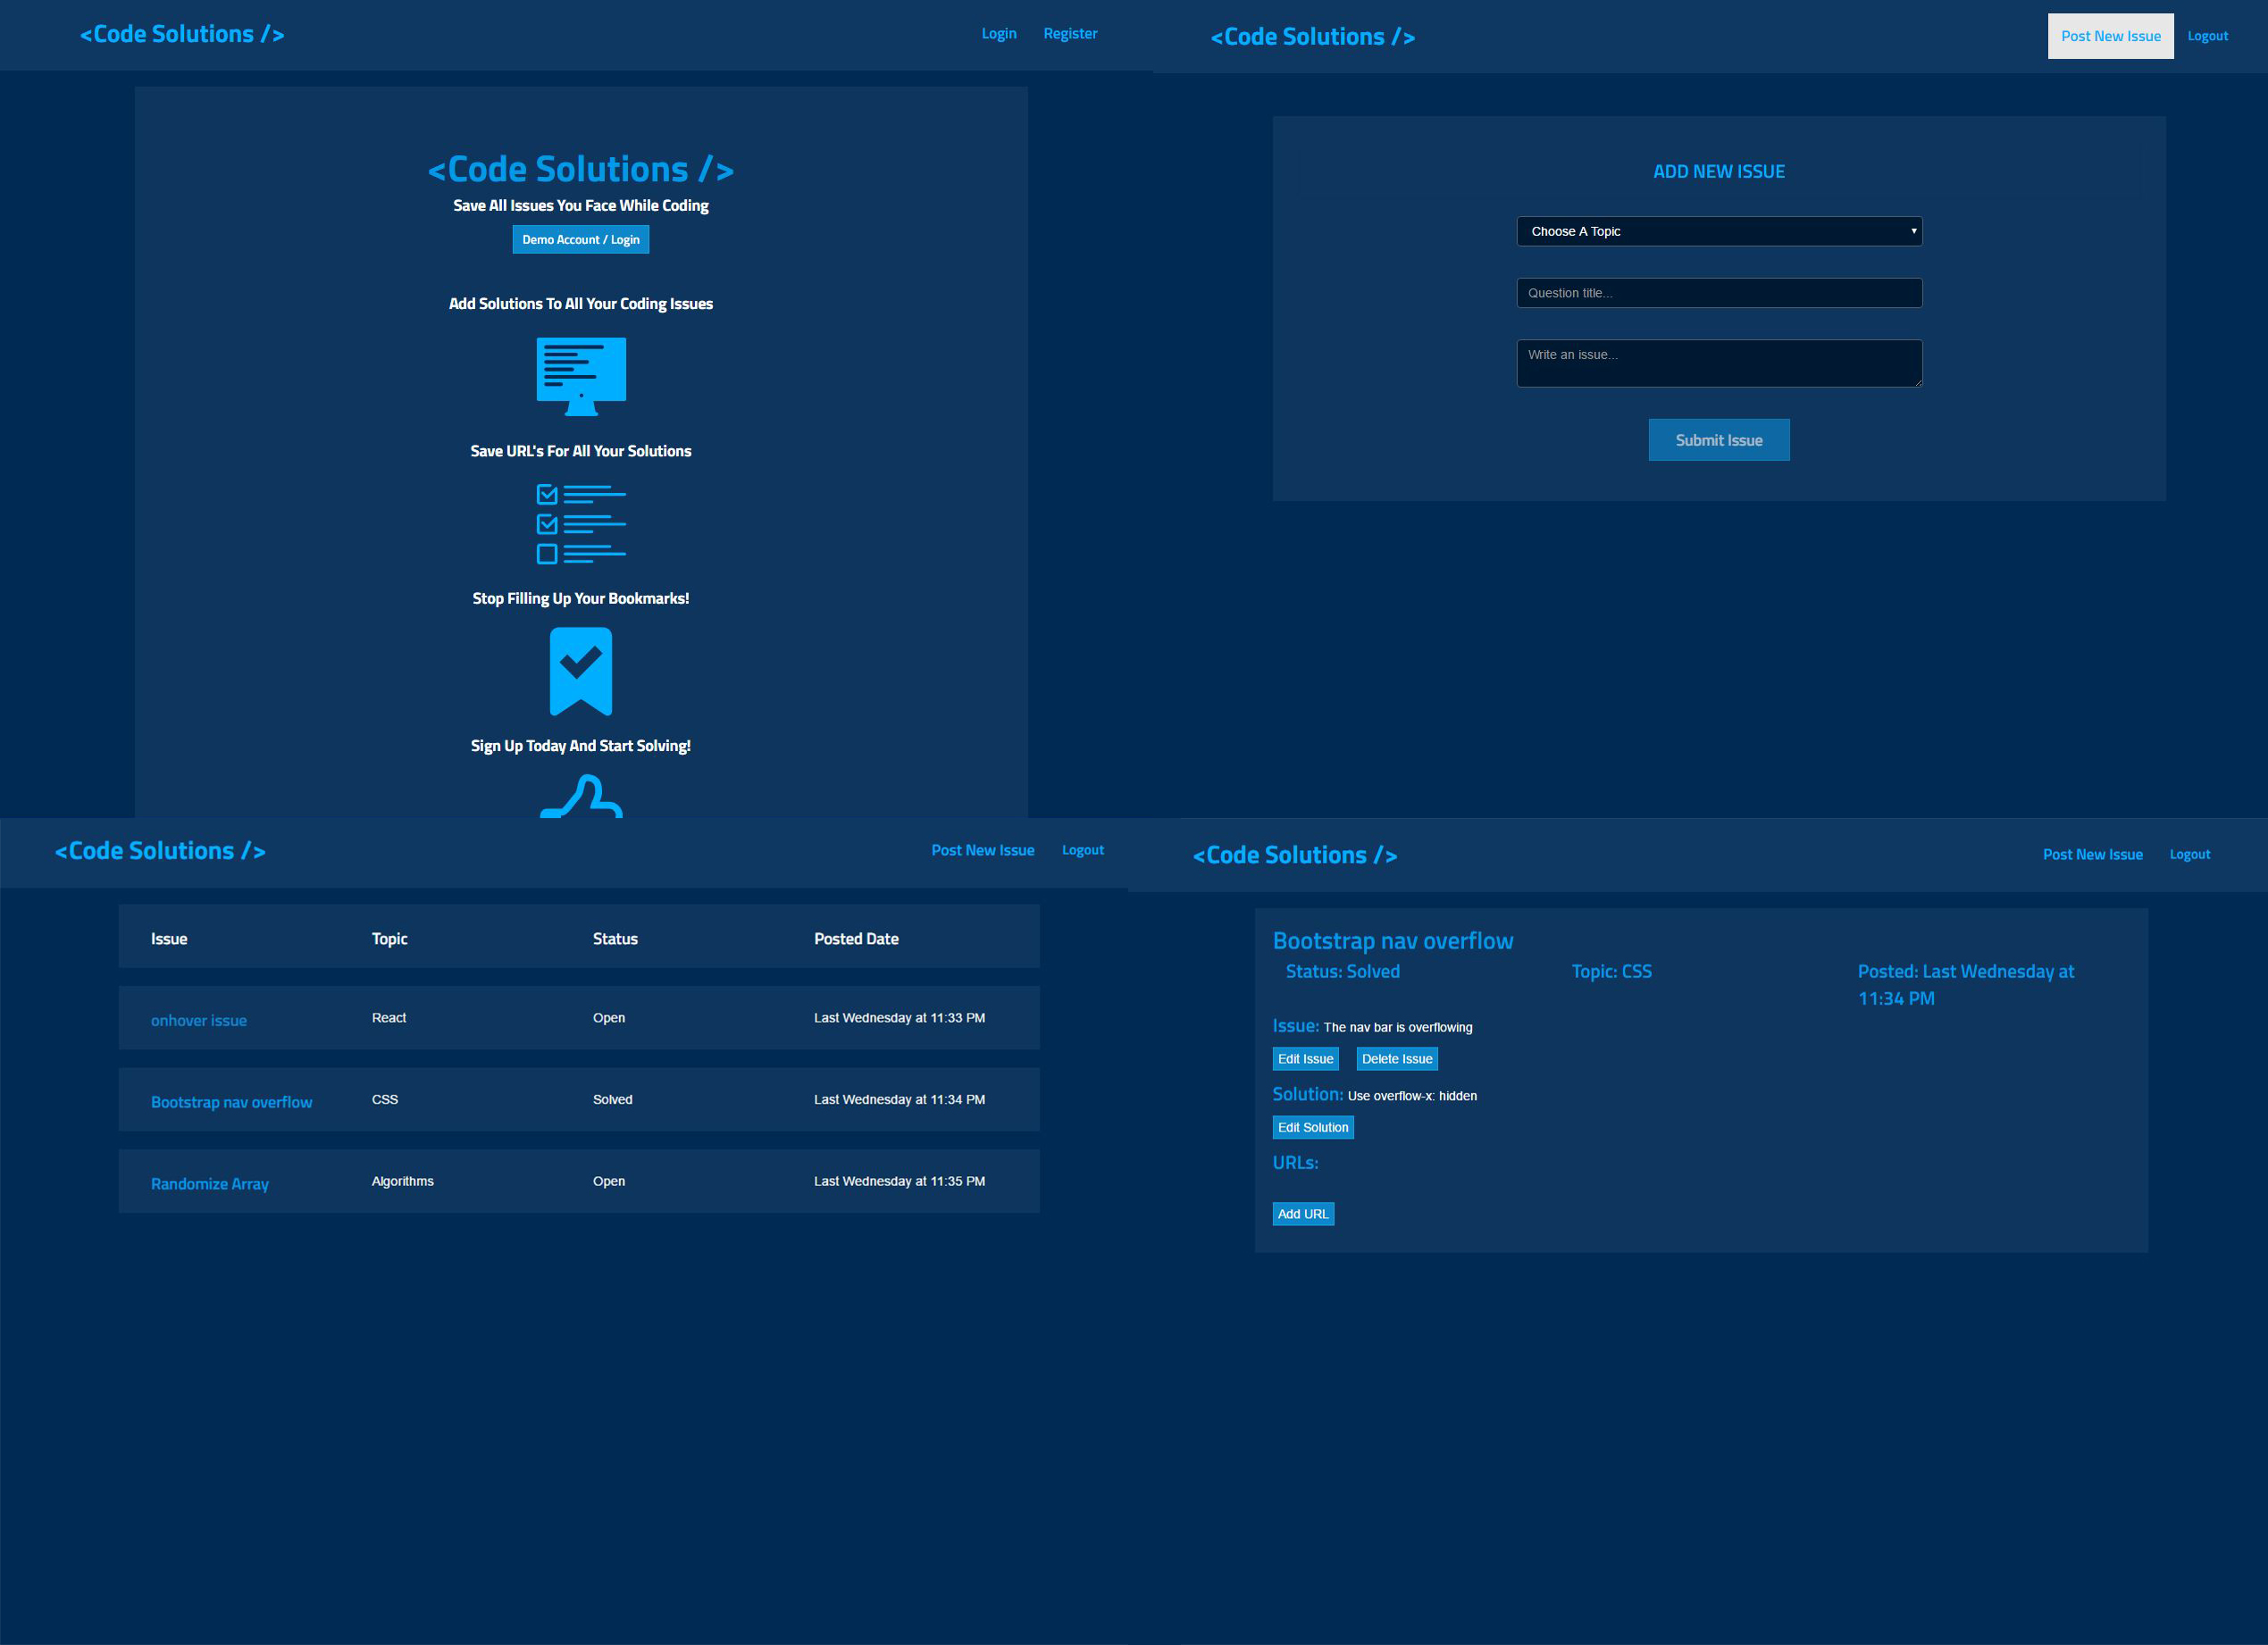 <Code Solutions />
Login Register
<Code Solutions />
Save All Issues You Face While Coding
Demo Account / Login
Add Solutions To All Your Coding Issues
Save URL's For All Your Solutions
Stop Filling Up Your Bookmarks!
Sign Up Today And Start Solving!
<Code Solutions />
Post New Issue Logout
ADD NEW ISSUE
Choose A Topic
Question title...
Write an issue...
Submit Issue
<Code Solutions />
Post New Issue Logout
Issue Topic Status Posted Date
onhover issue React Open Last Wednesday at 11:33 PM
Bootstrap nav overflow CSS Solved Last Wednesday at 11:34 PM
Randomize Array Algorithms Open Last Wednesday at 11:35 PM
<Code Solutions />
Post New Issue Logout
Bootstrap nav overflow
Status: Solved Topic: CSS Posted: Last Wednesday at
11:34 PM
Issue: The nav bar is overflowing
Edit Issue Delete Issue
Solution: Use overflow-x: hidden
Edit Solution
URLs:
Add URL